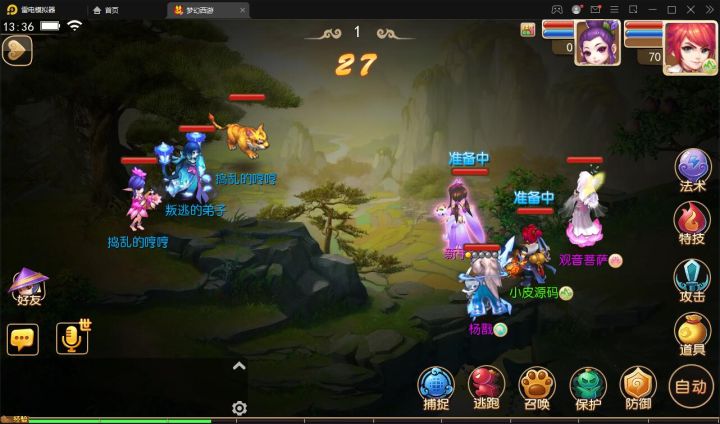 雷电模拟器
首页
梦幻西游
13:36
1
27
0
70
准备中
准备中
捣乱的哼哼
叛逃的弟子
捣乱的哼哼
观音菩萨
小皮源码
杨戬
法术
特技
攻击
道具
好友
世
捕捉
逃跑
召唤
保护
防御
自动
经验